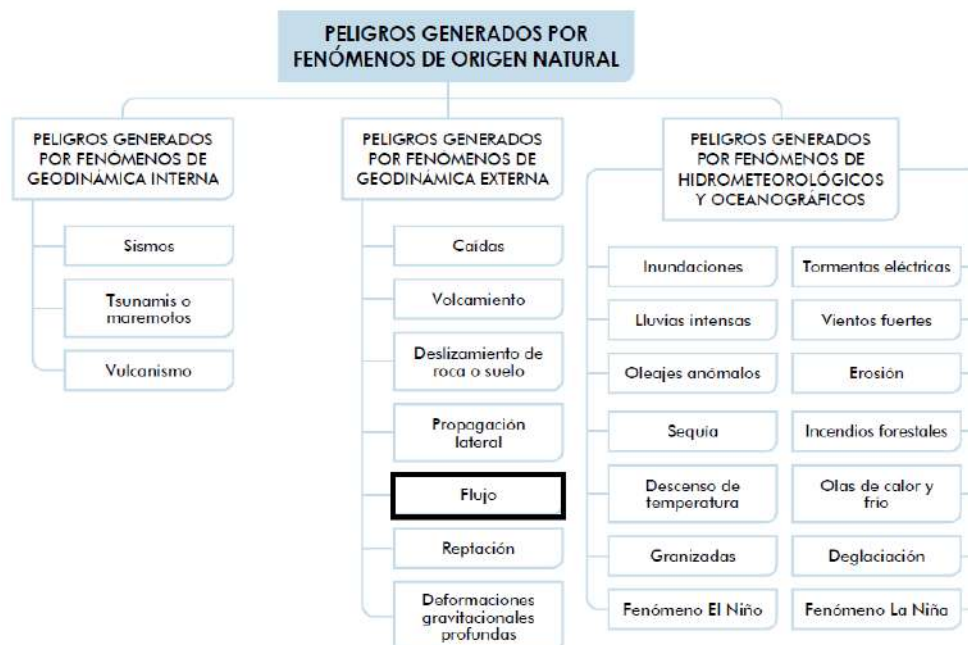 PELIGROS GENERADOS POR
FENÓMENOS DE ORIGEN NATURAL
PELIGROS GENERADOS
POR FENÓMENOS DE
GEODINÁMICA INTERNA
Sismos
Tsunamis o
maremotos
Vulcanismo
PELIGROS GENERADOS
POR FENÓMENOS DE
GEODINÁMICA EXTERNA
Caídas
Volcamiento
Deslizamiento de
roca o suelo
Propagación
lateral
Flujo
Reptación
Deformaciones
gravitacionales
profundas
PELIGROS GENERADOS
POR FENÓMENOS DE
HIDROMETEOROLÓGICOS
Y OCEANOGRÁFICOS
Inundaciones
Tormentas eléctricas
Lluvias intensas
Vientos fuertes
Oleajes anómalos
Erosión
Sequía
Incendios forestales
Descenso de
temperatura
Olas de calor y
frio
Granizadas
Deglaciación
Fenómeno El Niño
Fenómeno La Niña